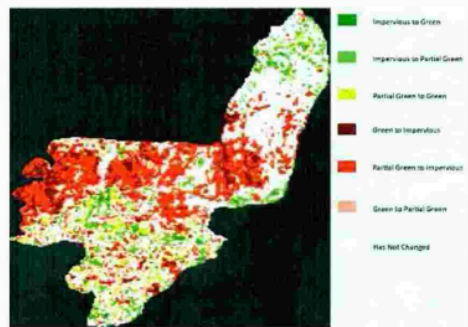 Impervious to Green
Impervious to Partial Green
Partial Green to Green
Green to Impervious
Partial Green to Impervious
Green to Partial Green
Has Not Changed